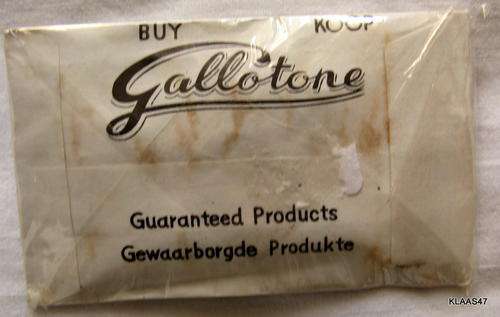 BUY KOOP
Gallotone
Guaranteed Products
Gewaarborgde Produkte
KLAAS47